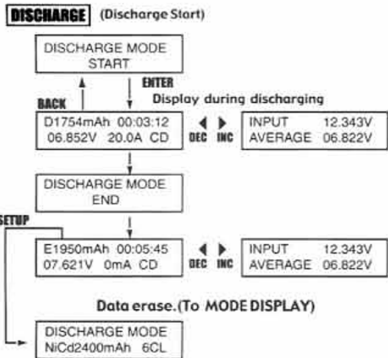 DISCHARGE (Discharge Start)
DISCHARGE MODE
START
ENTER
BACK
Display during discharging
D1754mAh 00:03:12
06.852V 20.0A CD
DEC INC
INPUT 12.343V
AVERAGE 06.822V
DISCHARGE MODE
END
SETUP
E1950mAh 00:05:45
07.621V 0mA CD
DEC INC
INPUT 12.343V
AVERAGE 06.822V
Data erase.(To MODE DISPLAY)
DISCHARGE MODE
NiCd2400mAh 6CL